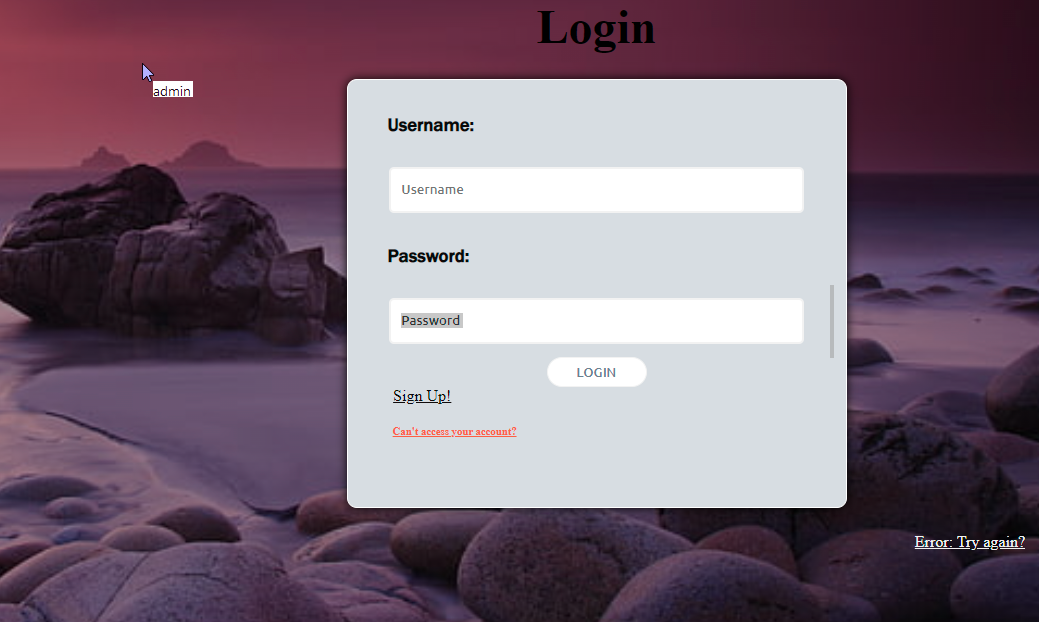 Login
admin
Username:
Username
Password:
Password
LOGIN
Sign Up!
Can't access your account?
Error: Try again?